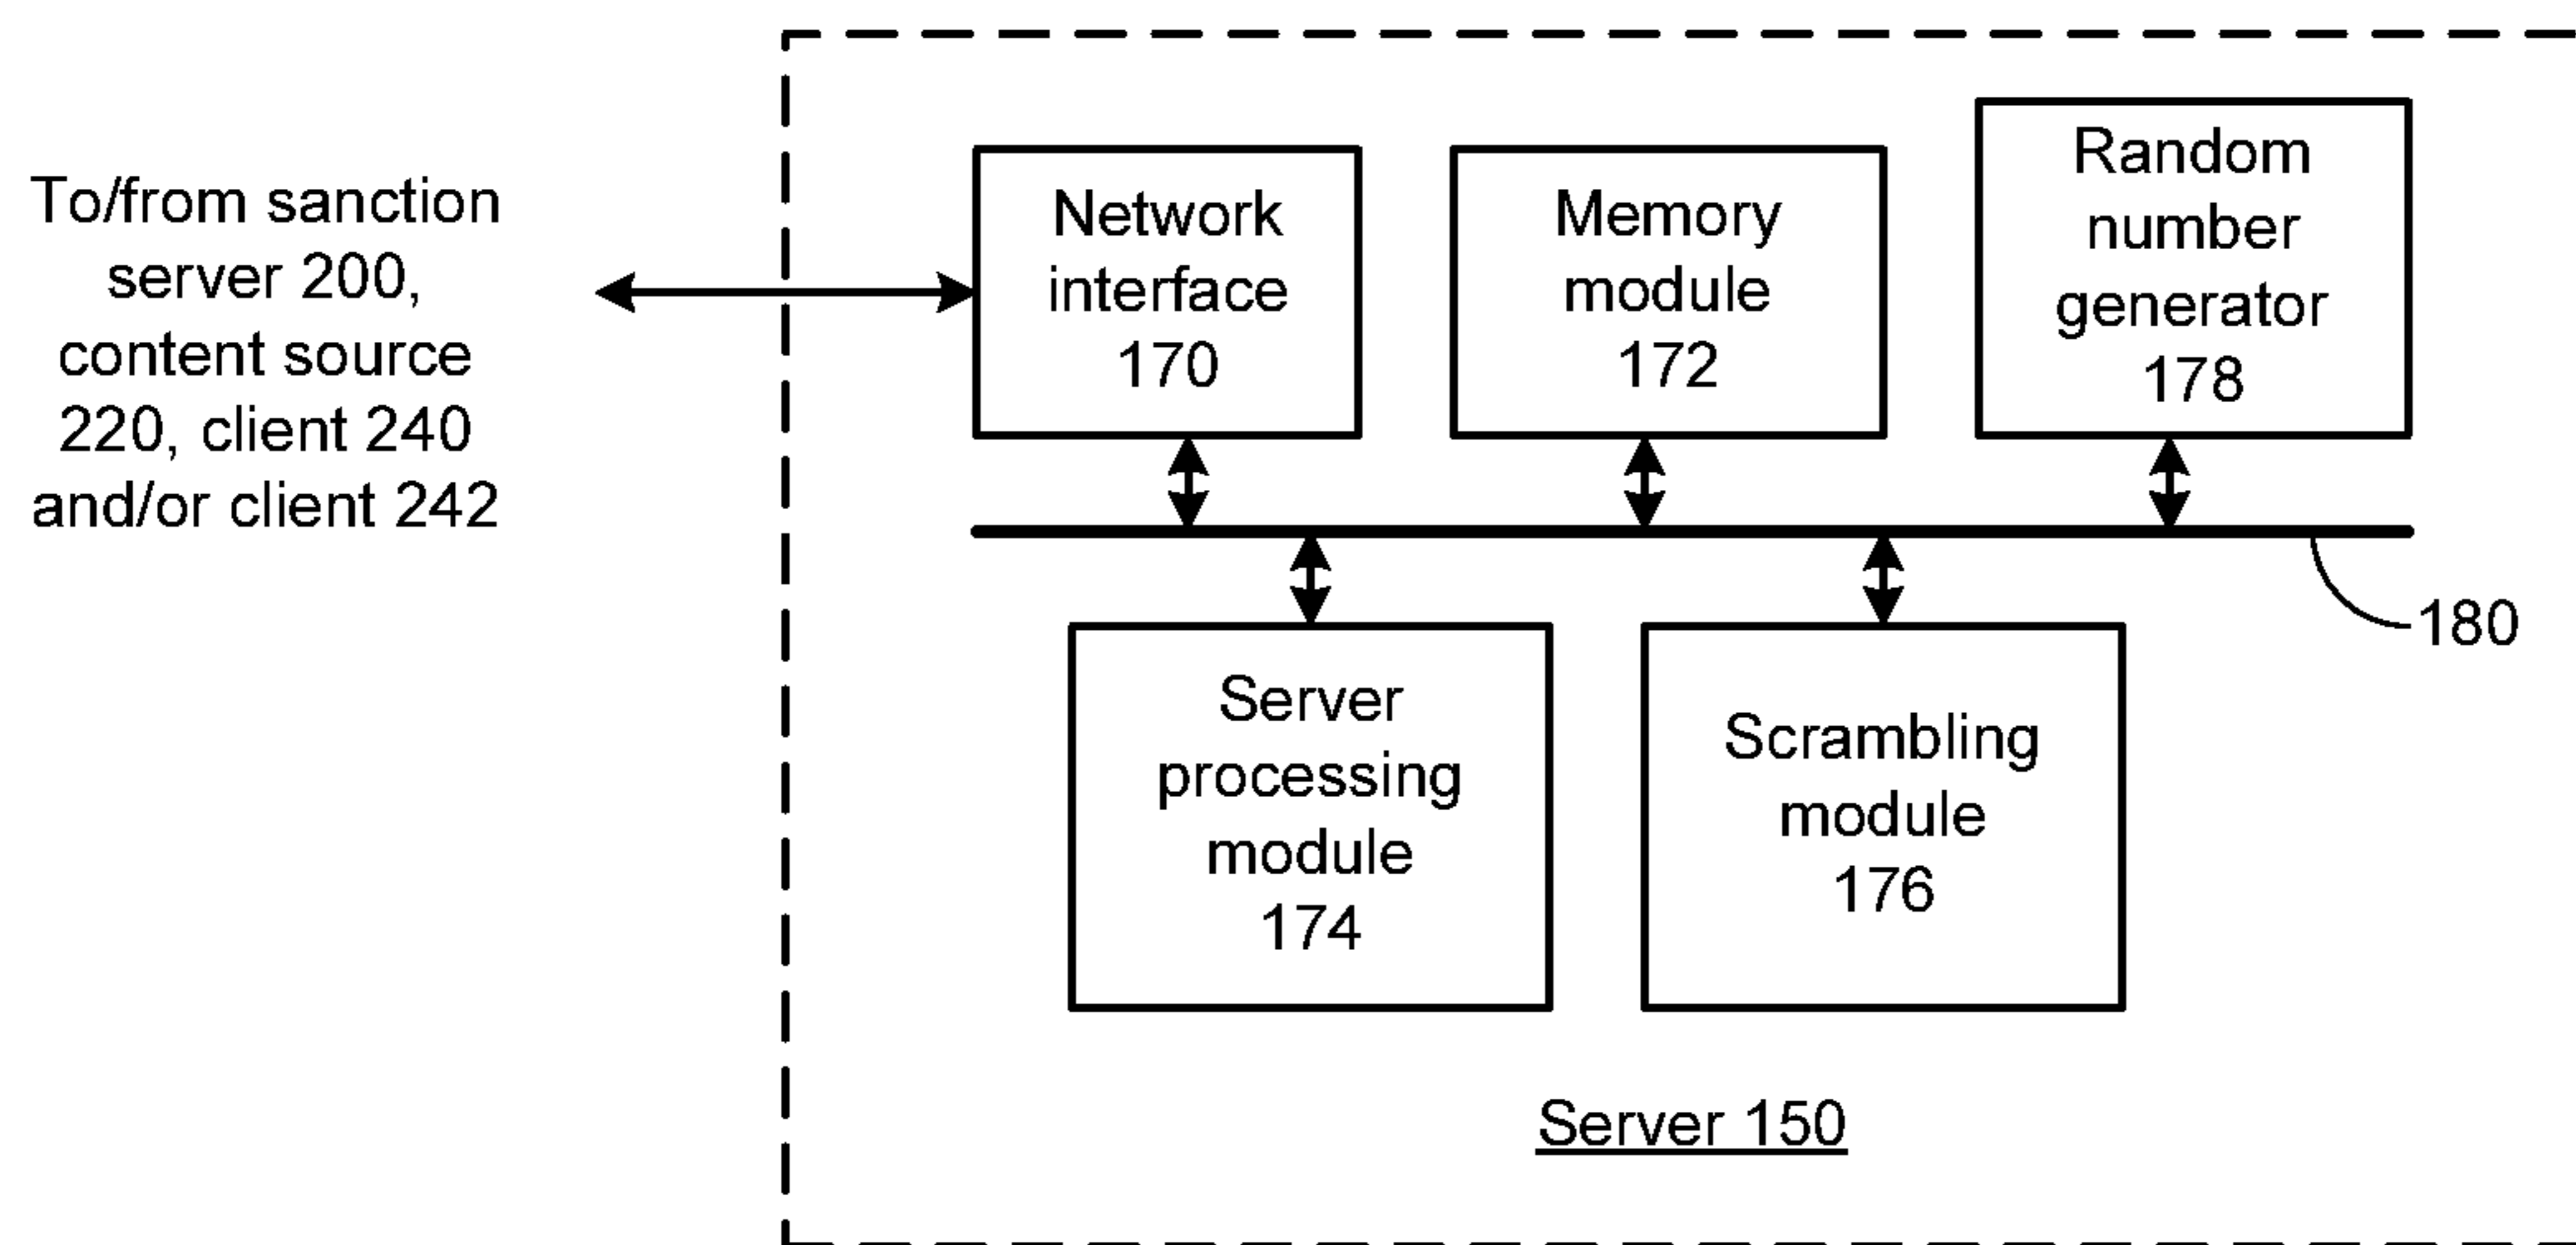 To/from sanction
server 200,
content source
220, client 240
and/or client 242
Network
interface
170
Memory
module
172
Random
number
generator
178
180
Server
processing
module
174
Scrambling
module
176
Server 150